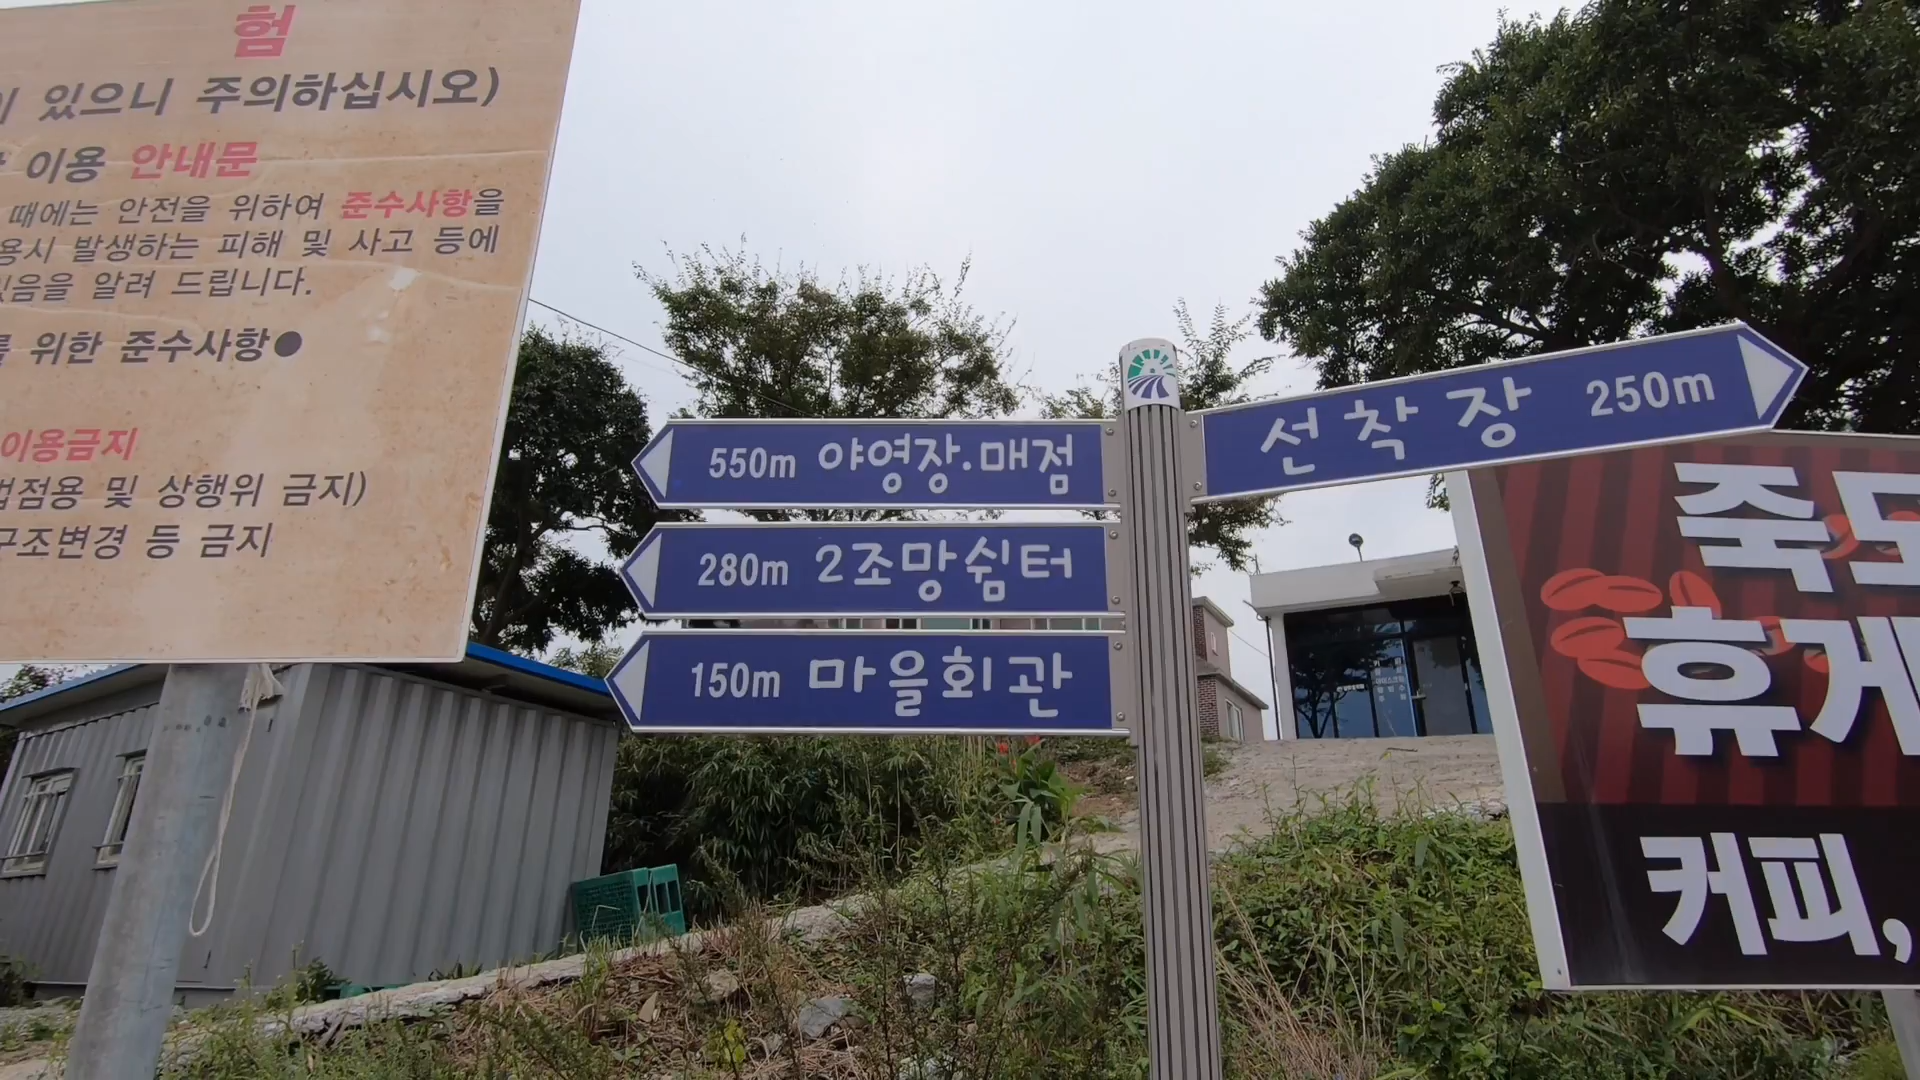 험
있으니 주의하십시오)
이용 안내문
때에는 안전을 위하여 준수사항을
용시 발생하는 피해 및 사고 등에
있음을 알려 드립니다.
위한 준수사항●
이용금지
점용 및 상행위 금지)
구조변경 등 금지
550m 야영장.매점
280m 2조망쉼터
150m 마을회관
선착장 250m
죽도
휴게
커피,